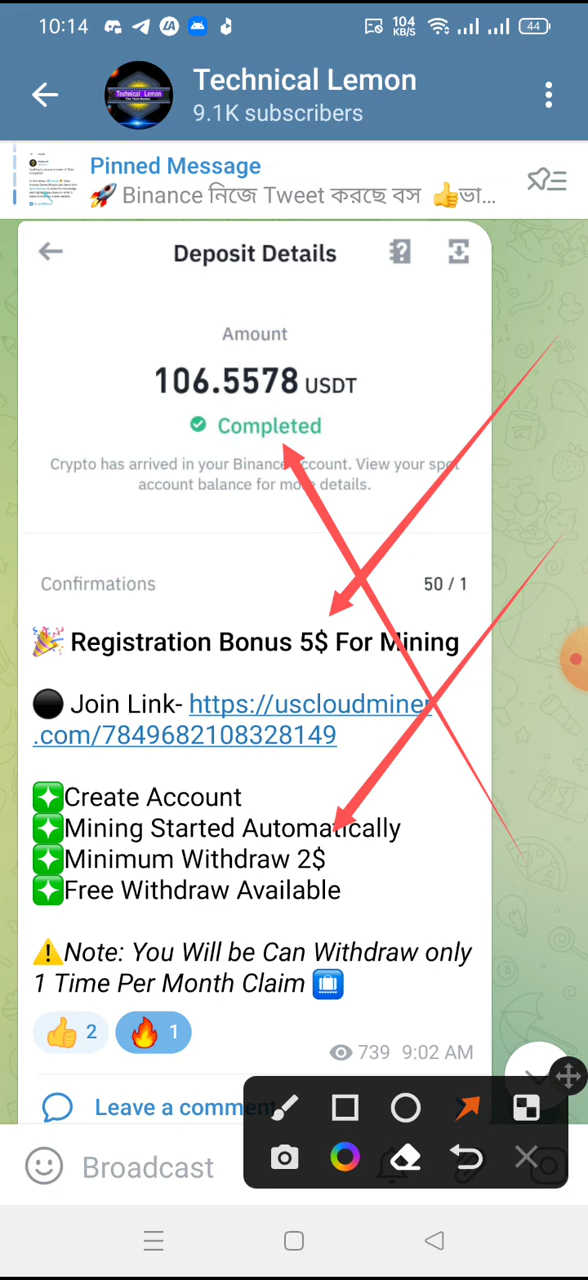 10:14
104
KB/S
44
Technical Lemon
9.1K subscribers
Pinned Message
🚀 Binance নিজে Tweet করছে বস 👍ভা...
Deposit Details
Amount
106.5578 USDT
Completed
Crypto has arrived in your Binance account. View your spot
account balance for more details.
Confirmations
50 / 1
🎉 Registration Bonus 5$ For Mining
⚫ Join Link- https://uscloudminer
.com/7849682108328149
Create Account
Mining Started Automatically
Minimum Withdraw 2$
Free Withdraw Available
⚠️Note: You Will be Can Withdraw only
1 Time Per Month Claim 🛄
👍 2
🔥 1
739 9:02 AM
Leave a comment
Broadcast